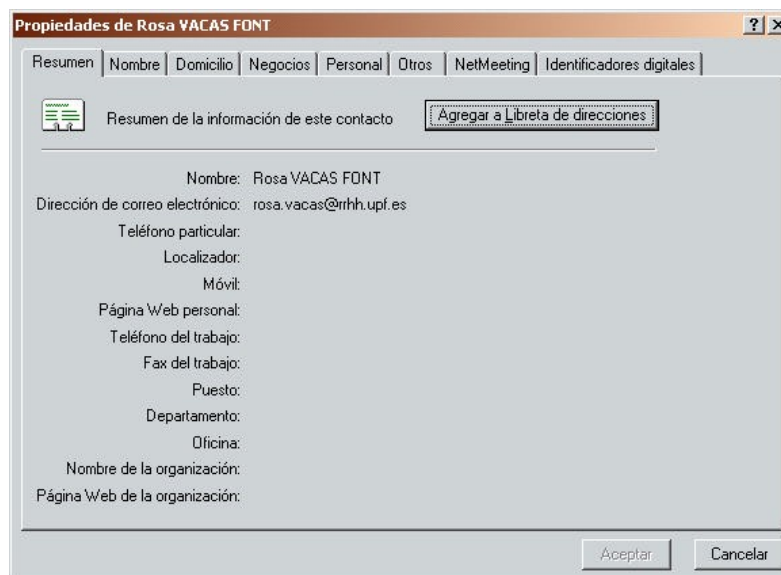 Propiedades de Rosa VACAS FONT
Resumen Nombre Domicilio Negocios Personal Otros NetMeeting Identificadores digitales
Resumen de la información de este contacto Agregar a Libreta de direcciones
Nombre: Rosa VACAS FONT
Dirección de correo electrónico: rosa.vacas@rrhh.upf.es
Teléfono particular:
Localizador:
Móvil:
Página Web personal:
Teléfono del trabajo:
Fax del trabajo:
Puesto:
Departamento:
Oficina:
Nombre de la organización:
Página Web de la organización:
Aceptar Cancelar